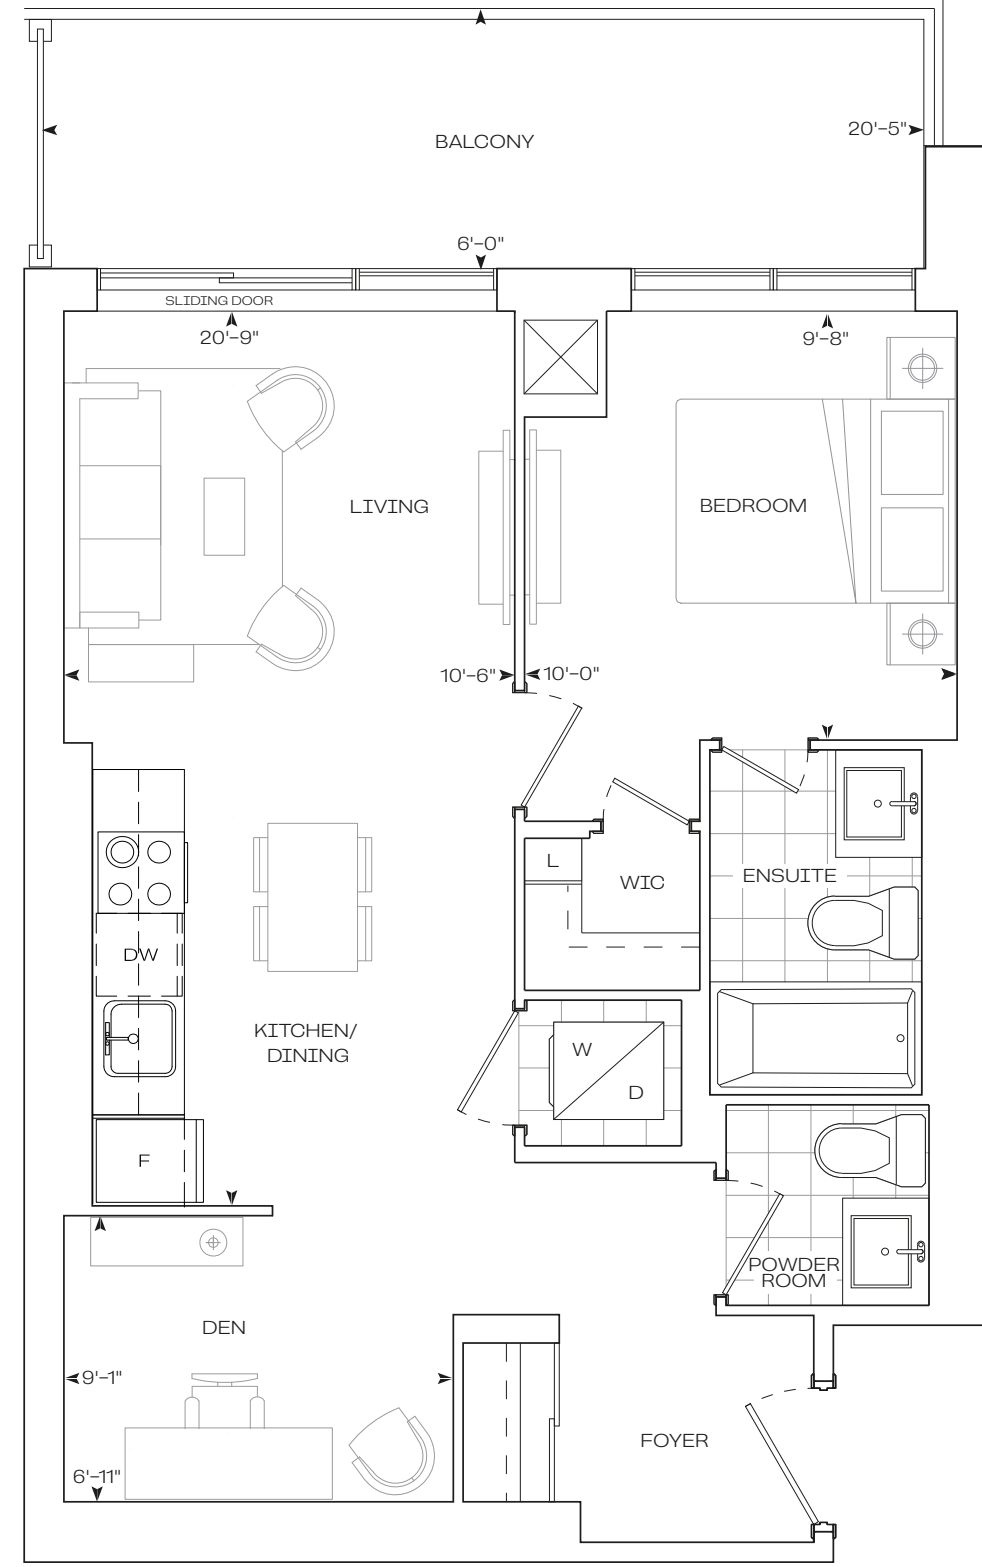 BALCONY
20'-5"
6'-0"
SLIDING DOOR
20'-9"
9'-8"
LIVING
BEDROOM
10'-6"
10'-0"
L
WIC
ENSUITE
DW
KITCHEN/
DINING
W
D
F
POWDER
ROOM
DEN
9'-1"
FOYER
6'-11"